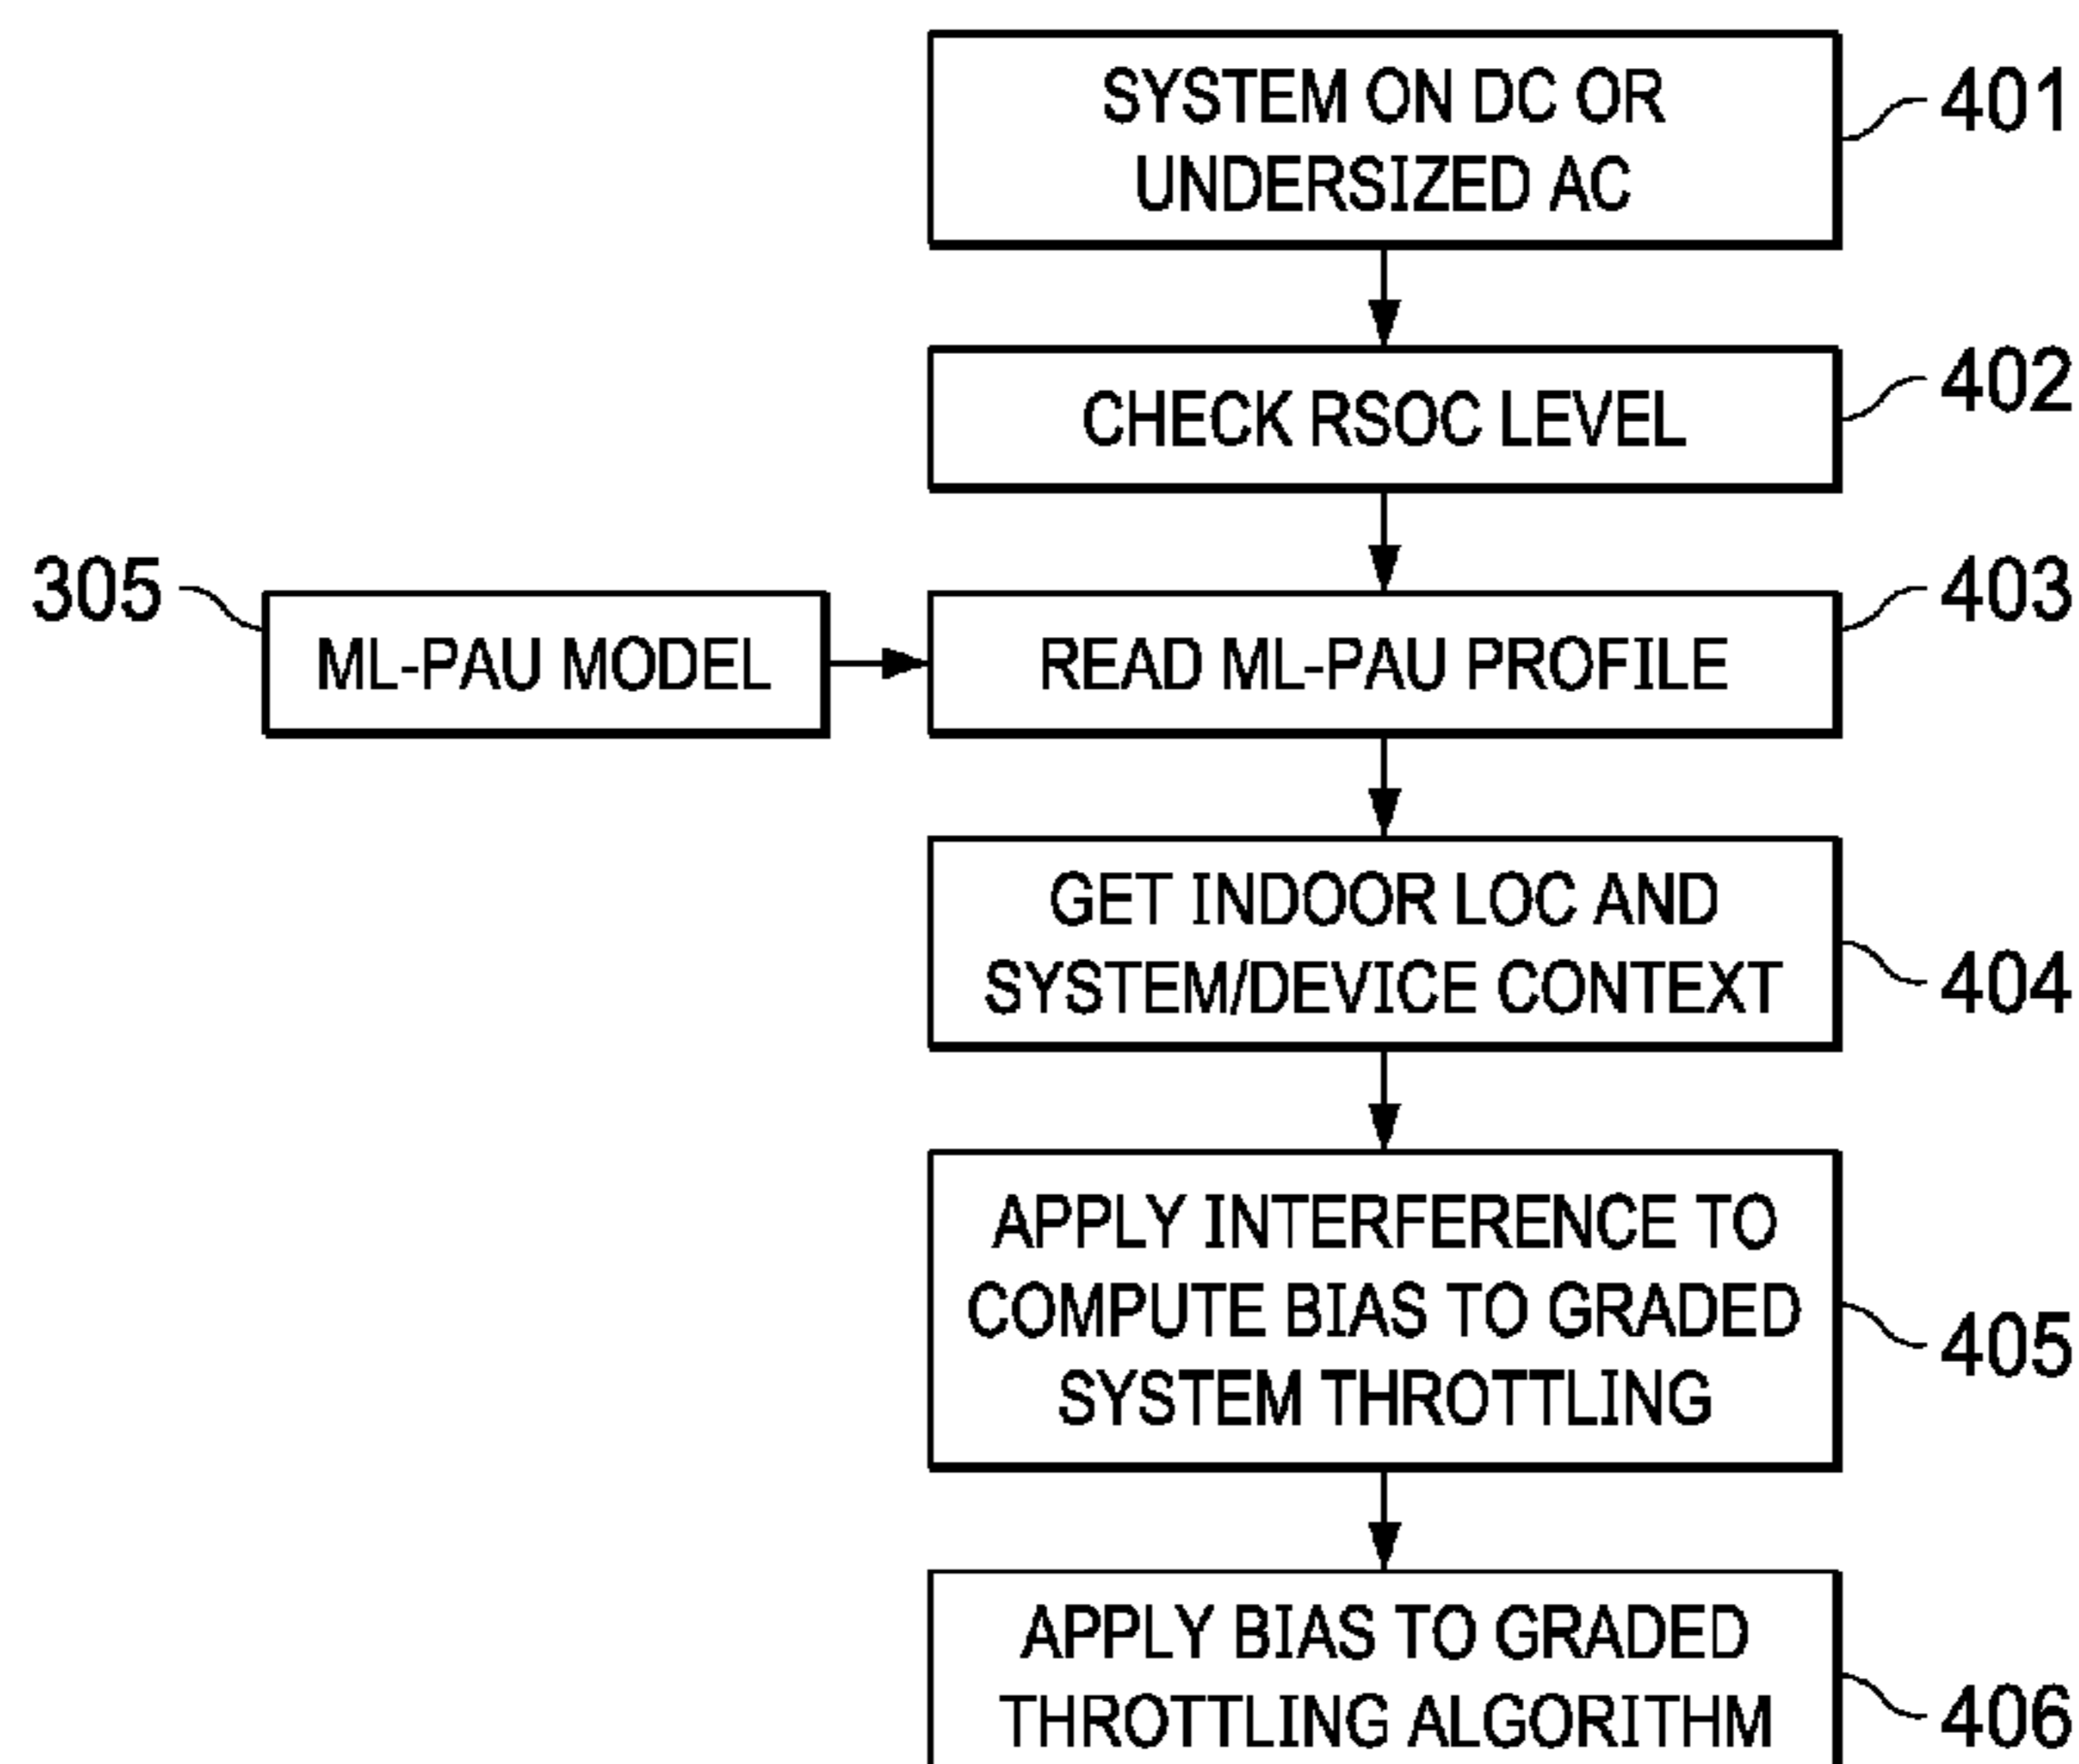 SYSTEM ON DC OR
UNDERSIZED AC
401
CHECK RSOC LEVEL
402
305
ML-PAU MODEL
READ ML-PAU PROFILE
403
GET INDOOR LOC AND
SYSTEM/DEVICE CONTEXT
404
APPLY INTERFERENCE TO
COMPUTE BIAS TO GRADED
SYSTEM THROTTLING
405
APPLY BIAS TO GRADED
THROTTLING ALGORITHM
406